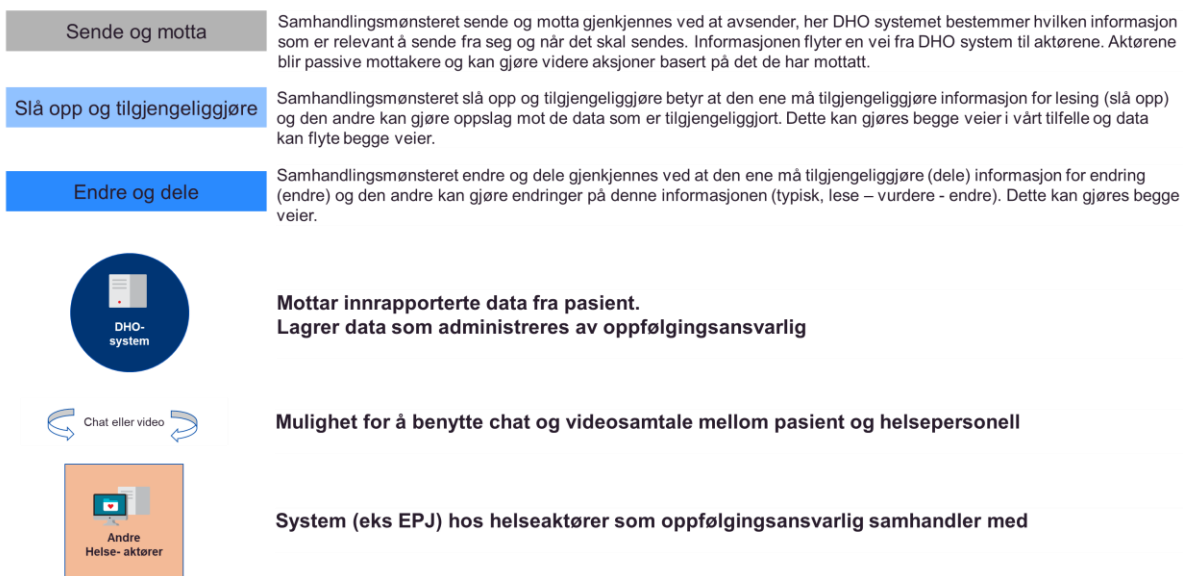 Sende og motta
Samhandlingsmønsteret sende og motta gjenkjennes ved at avsender, her DHO systemet bestemmer hvilken informasjon
som er relevant å sende fra seg og når det skal sendes. Informasjonen flyter en vei fra DHO system til aktørene. Aktørene
blir passive mottakere og kan gjøre videre aksjoner basert på det de har mottatt.
Slå opp og tilgjengeliggjøre
Samhandlingsmønsteret slå opp og tilgjengeliggjøre betyr at den ene må tilgjengeliggjøre informasjon for lesing (slå opp)
og den andre kan gjøre oppslag mot de data som er tilgjengeliggjort. Dette kan gjøres begge veier i vårt tilfelle og data
kan flyte begge veier.
Endre og dele
Samhandlingsmønsteret endre og dele gjenkjennes ved at den ene må tilgjengeliggjøre (dele) informasjon for endring
(endre) og den andre kan gjøre endringer på denne informasjonen (typisk, lese – vurdere - endre). Dette kan gjøres begge
veier.
DHO-
system
Mottar innrapporterte data fra pasient.
Lagrer data som administreres av oppfølgingsansvarlig
Chat eller video
Mulighet for å benytte chat og videosamtale mellom pasient og helsepersonell
Andre
Helse- aktører
System (eks EPJ) hos helseaktører som oppfølgingsansvarlig samhandler med